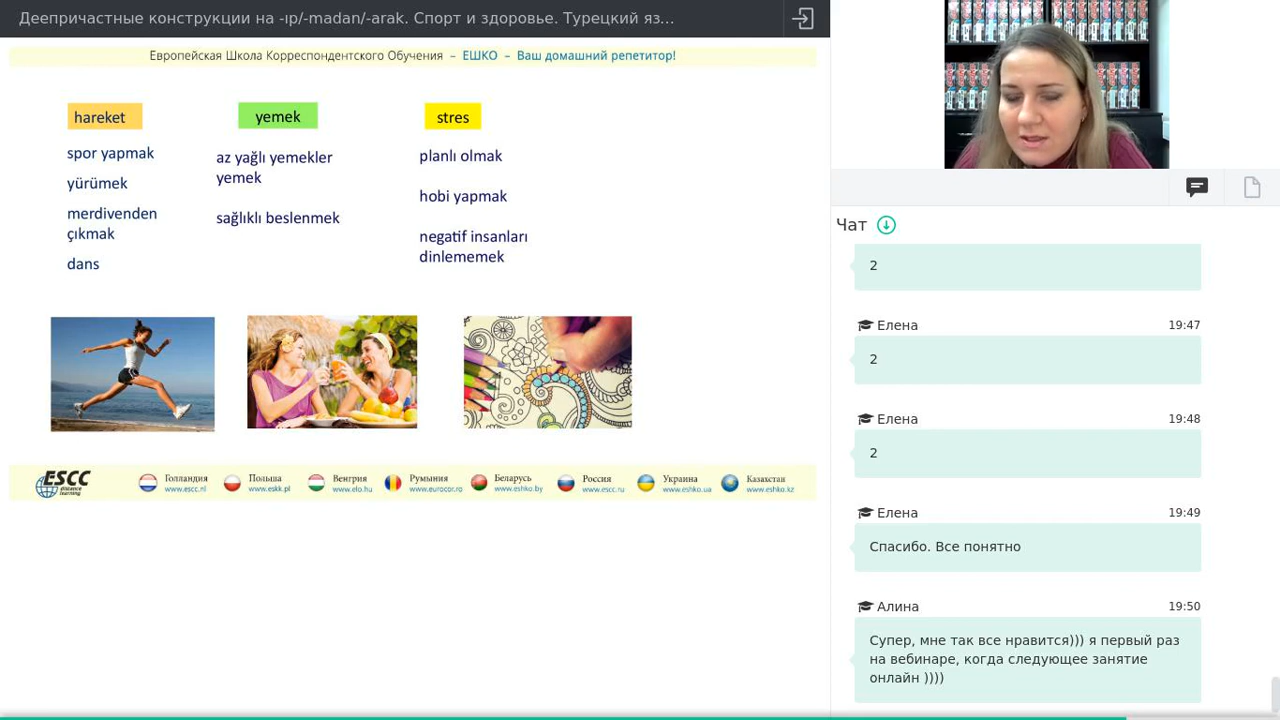 Деепричастные конструкции на -ıp/-madan/-arak. Спорт и здоровье. Турецкий яз...
Европейская Школа Корреспондентского Обучения – ЕШКО – Ваш домашний репетитор!
hareket
spor yapmak
yürümek
merdivenden
çıkmak
dans
yemek
az yağlı yemekler
yemek
sağlıklı beslenmek
stres
planlı olmak
hobi yapmak
negatif insanları
dinlememek
ESCC
distance
learning
Голландия
www.escc.nl
Польша
www.eskk.pl
Венгрия
www.elo.hu
Румыния
www.eurocor.ro
Беларусь
www.eshko.by
Россия
www.escc.ru
Украина
www.eshko.ua
Казахстан
www.eshko.kz
Чат
2
Елена 19:47
2
Елена 19:48
2
Елена 19:49
Спасибо. Все понятно
Алина 19:50
Супер, мне так все нравится))) я первый раз
на вебинаре, когда следующее занятие
онлайн ))))